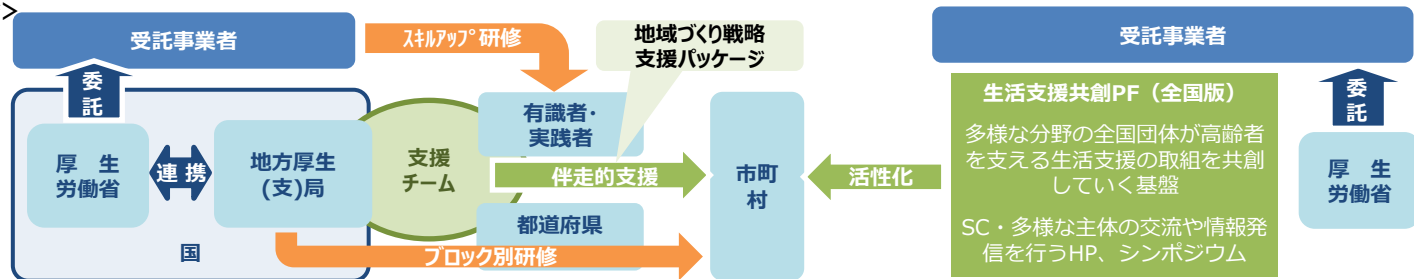 >
受託事業者
ｽｷﾙｱｯﾌﾟ研修
地域づくり戦略
支援パッケージ
委
託
有識者・
実践者
厚　生
労働省
連 携
地方厚生
(支)局
支援
チーム
伴走的支援
都道府県
国
ブロック別研修
市町
村
活性化
受託事業者
生活支援共創PF（全国版）
多様な分野の全国団体が高齢者
を支える生活支援の取組を共創
していく基盤
SC・多様な主体の交流や情報発
信を行うHP、シンポジウム
委
託
厚　生
労働省